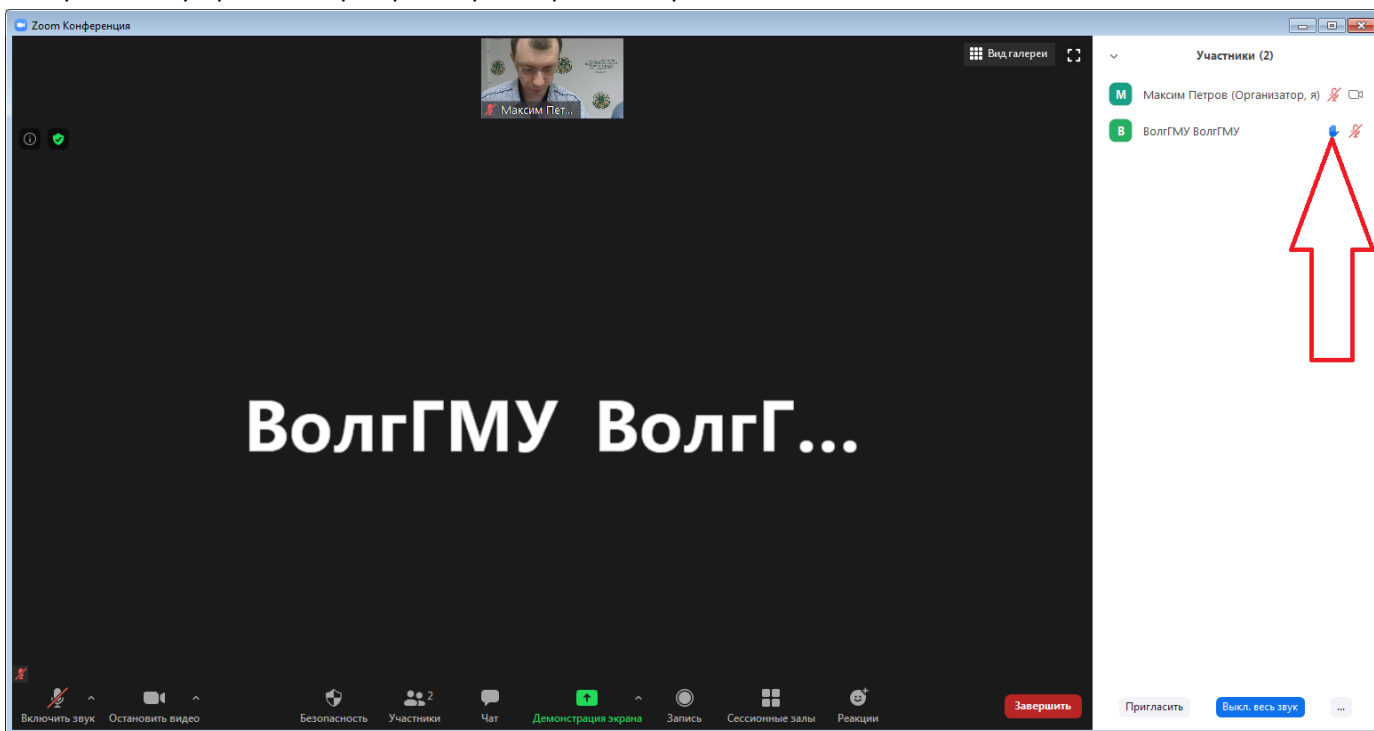 Zoom Конференция
Вид галереи
Участники (2)
Максим Пет...
М Максим Петров (Организатор, я)
В ВолгГМУ ВолгГМУ
ВолгГМУ ВолгГ...
2
Включить звук Остановить видео Безопасность Участники Чат Демонстрация экрана Запись Сессионные залы Реакции Завершить
Пригласить Выкл. весь звук ...